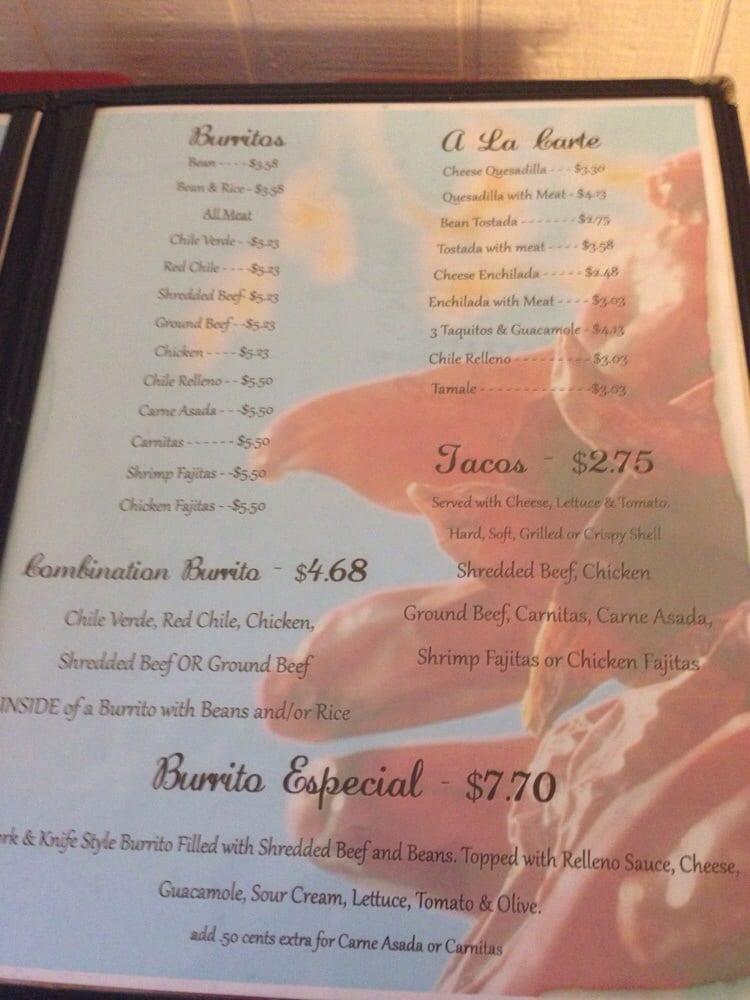 Burritos
Bean - - - - $3.58
Bean & Rice - $3.58
All Meat
Chile Verde - -$5.23
Red Chile - - - -$5.23
Shredded Beef- $5.23
Ground Beef - -$5.23
Chicken - - - - $5.23
Chile Relleno - - $5.50
Carne Asada - - -$5.50
Carnitas - - - - - - $5.50
Shrimp Fajitas - -$5.50
Chicken Fajitas - -$5.50
Combination Burrito - $4.68
Chile Verde, Red Chile, Chicken,
Shredded Beef OR Ground Beef
INSIDE of a Burrito with Beans and/or Rice
A La Carte
Cheese Quesadilla - - - $3.30
Quesadilla with Meat - $4.13
Bean Tostada - - - - - - - $2.75
Tostada with meat - - - - $3.58
Cheese Enchilada - - - - - $2.48
Enchilada with Meat - - - - $3.03
3 Taquitos & Guacamole - $4.13
Chile Relleno - - - - - - - - - $3.03
Tamale - - - - - - - - - - - - -$3.03
Tacos - $2.75
Served with Cheese, Lettuce & Tomato.
Hard, Soft, Grilled or Crispy Shell
Shredded Beef, Chicken
Ground Beef, Carnitas, Carne Asada,
Shrimp Fajitas or Chicken Fajitas
Burrito Especial - $7.70
& Knife Style Burrito Filled with Shredded Beef and Beans. Topped with Relleno Sauce, Cheese,
Guacamole, Sour Cream, Lettuce, Tomato & Olive.
add .50 cents extra for Carne Asada or Carnitas